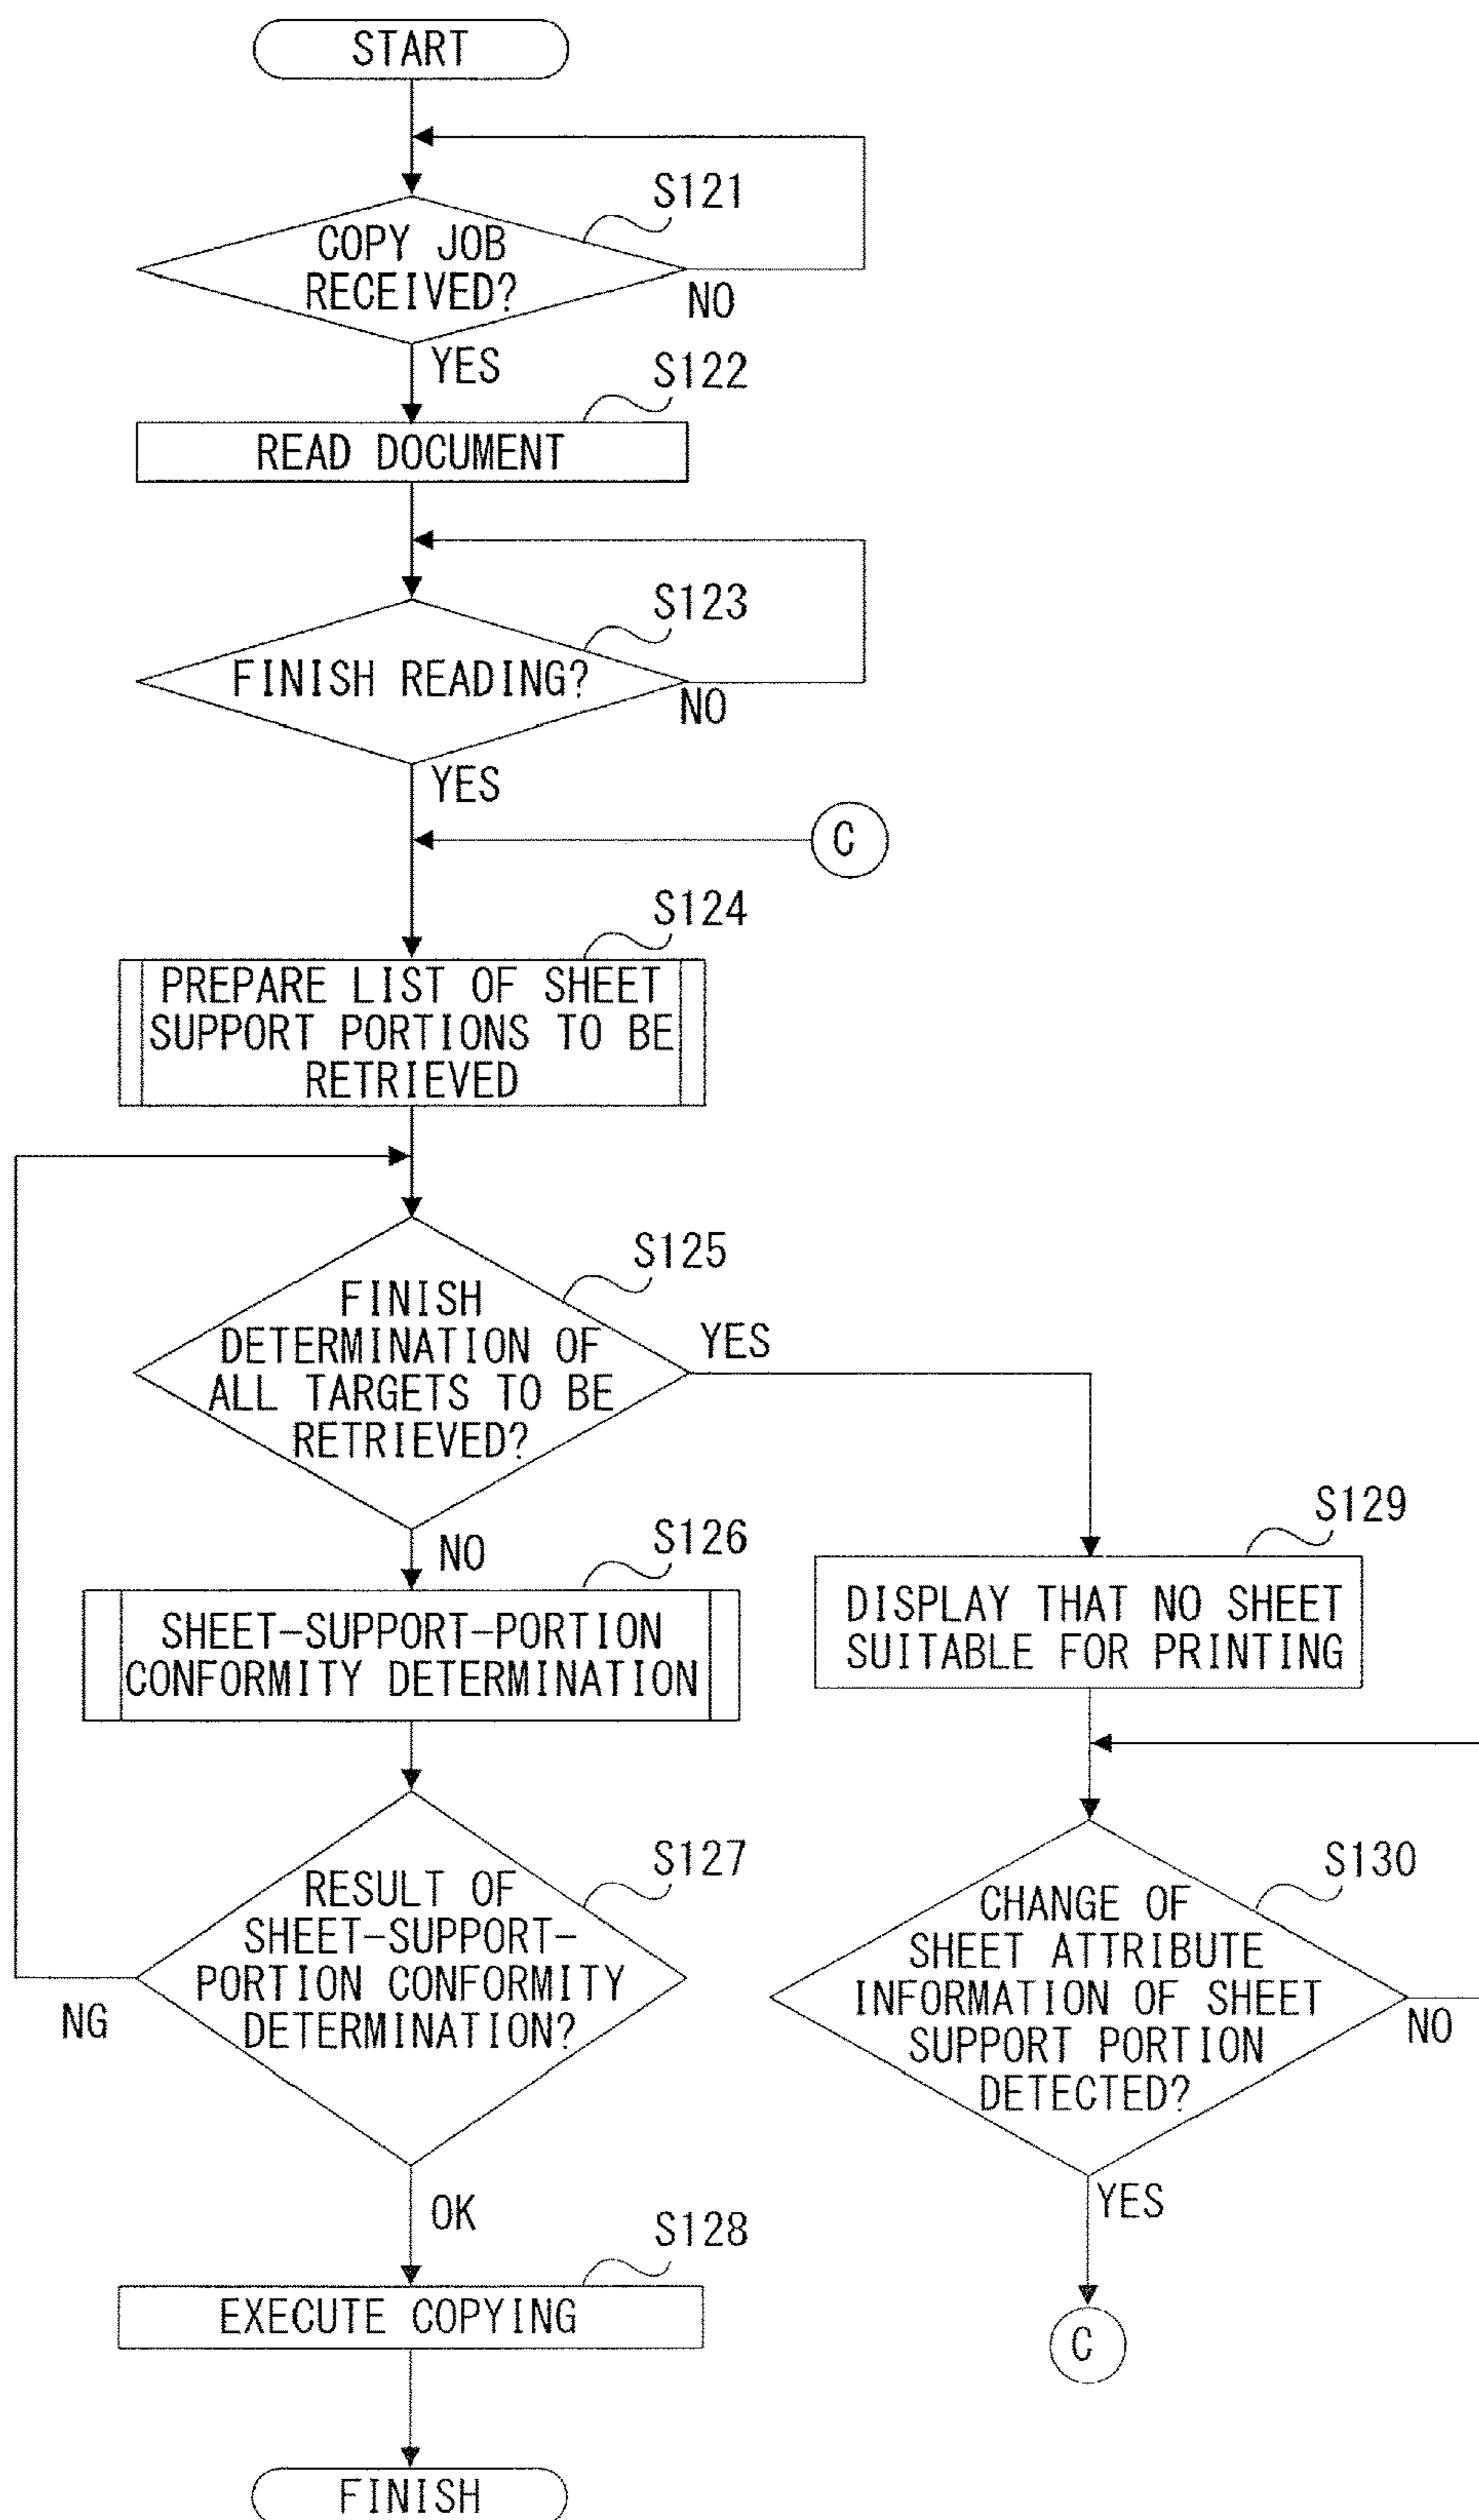 START
S121
COPY JOB
RECEIVED?
NO
YES
S122
READ DOCUMENT
S123
FINISH READING?
NO
YES
C
S124
PREPARE LIST OF SHEET
SUPPORT PORTIONS TO BE
RETRIEVED
S125
FINISH
DETERMINATION OF
ALL TARGETS TO BE
RETRIEVED?
YES
NO
S126
SHEET-SUPPORT-PORTION
CONFORMITY DETERMINATION
S129
DISPLAY THAT NO SHEET
SUITABLE FOR PRINTING
S127
RESULT OF
SHEET-SUPPORT-
PORTION CONFORMITY
DETERMINATION?
NG
S130
CHANGE OF
SHEET ATTRIBUTE
INFORMATION OF SHEET
SUPPORT PORTION
DETECTED?
NO
YES
OK
S128
EXECUTE COPYING
C
FINISH